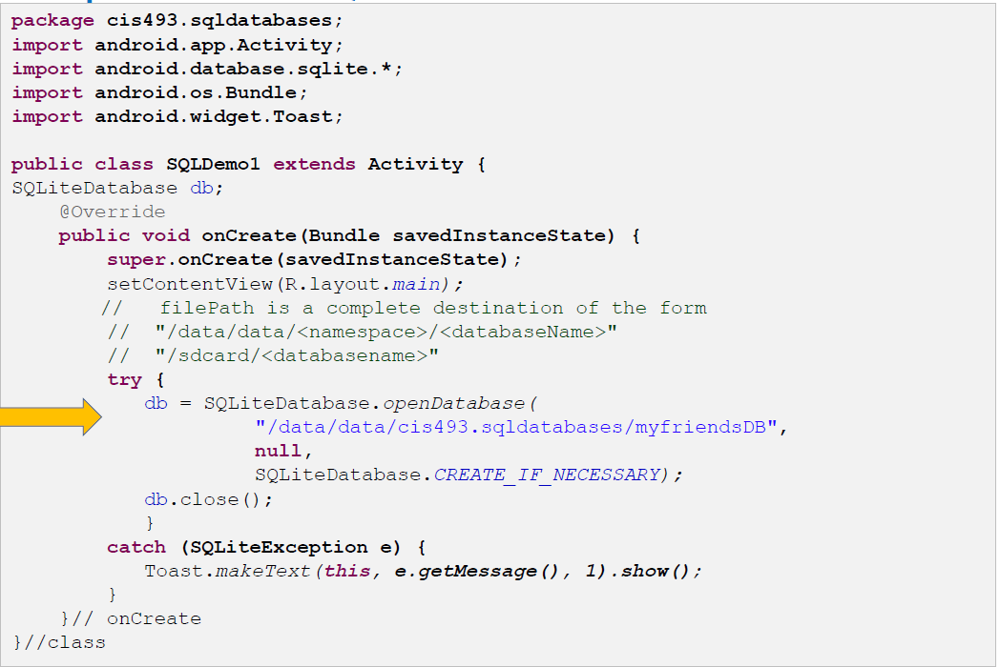 package cis493.sqldatabases;
import android.app.Activity;
import android.database.sqlite.*;
import android.os.Bundle;
import android.widget.Toast;

public class SQLDemo1 extends Activity {
SQLiteDatabase db;
    @Override
    public void onCreate(Bundle savedInstanceState) {
        super.onCreate(savedInstanceState);
        setContentView(R.layout.main);
        //   filePath is a complete destination of the form
        //  "/data/data/<namespace>/<databaseName>"
        //  "/sdcard/<databasename>"
        try {
           db = SQLiteDatabase.openDatabase(
                    "/data/data/cis493.sqldatabases/myfriendsDB",
                    null,
                    SQLiteDatabase.CREATE_IF_NECESSARY);
           db.close();
           }
        catch (SQLiteException e) {
           Toast.makeText(this, e.getMessage(), 1).show();
        }
    }// onCreate
}//class